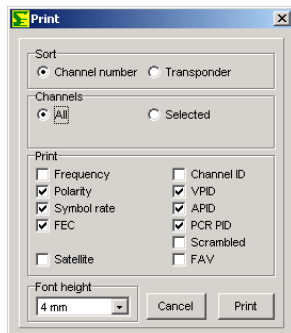 Print
Sort
Channel number Transponder
Channels
All Selected
Print
Frequency Channel ID
Polarity VPID
Symbol rate APID
FEC PCR PID
Scrambled
Satellite FAV
Font height
4 mm Cancel Print